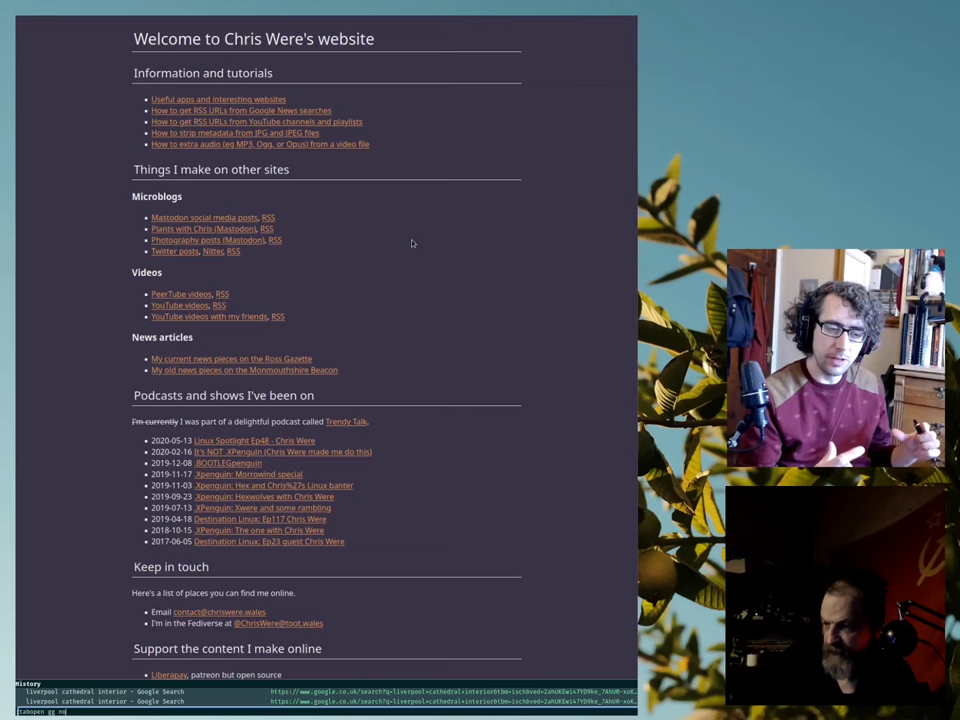 Welcome to Chris Were's website
Information and tutorials
Useful apps and interesting websites
How to get RSS URLs from Google News searches
How to get RSS URLs from YouTube channels and playlists
How to strip metadata from JPG and JPEG files
How to extra audio (eg MP3, Ogg, or Opus) from a video file
Things I make on other sites
Microblogs
Mastodon social media posts, RSS
Plants with Chris (Mastodon), RSS
Photography posts (Mastodon), RSS
Twitter posts, Nitter, RSS
Videos
PeerTube videos, RSS
YouTube videos, RSS
YouTube videos with my friends, RSS
News articles
My current news pieces on the Ross Gazette
My old news pieces on the Monmouthshire Beacon
Podcasts and shows I've been on
I'm currently I was part of a delightful podcast called Trendy Talk.
2020-05-13 Linux Spotlight Ep48 - Chris Were
2020-02-16 It's NOT .XPenguin (Chris Were made me do this)
2019-12-08 .BOOTLEGpenguin
2019-11-17 .Xpenguin: Morrowind special
2019-11-03 .Xpenguin: Hex and Chris%27s Linux banter
2019-09-23 .Xpenguin: Hexwolves with Chris Were
2019-07-13 .Xpenguin: Xwere and some rambling
2019-04-18 Destination Linux: Ep117 Chris Were
2018-10-15 .XPenguin: The one with Chris Were
2017-06-05 Destination Linux: Ep23 guest Chris Were
Keep in touch
Here's a list of places you can find me online.
Email contact@chriswere.wales
I'm in the Fediverse at @ChrisWere@toot.wales
Support the content I make online
Liberapay, patreon but open source
History
liverpool cathedral interior - Google Search
liverpool cathedral interior - Google Search
tabopen gg no